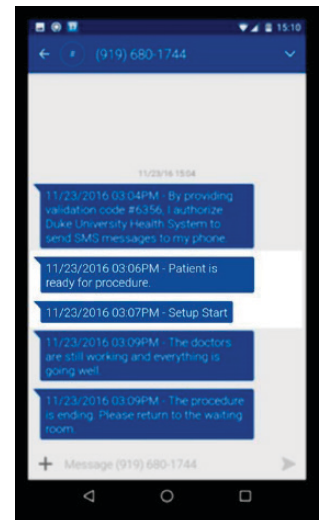 15:10
(919) 680-1744
11/23/16 15:04
11/23/2016 03:04PM - By providing
validation code #6356, I authorize
Duke University Health System to
send SMS messages to my phone.
11/23/2016 03:06PM - Patient is
ready for procedure.
11/23/2016 03:07PM - Setup Start
11/23/2016 03:09PM - The doctors
are still working and everything is
going well.
11/23/2016 03:09PM - The procedure
is ending. Please return to the waiting
room.
Message (919) 680-1744